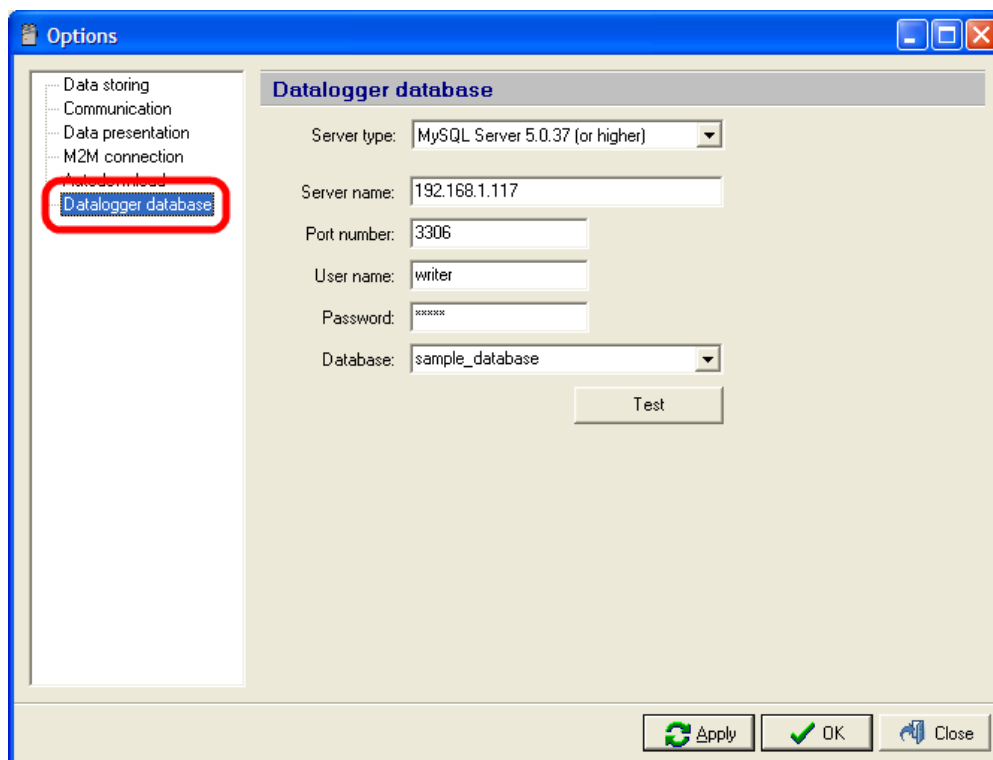 Options
Data storing
Communication
Data presentation
M2M connection
Autodownload
Datalogger database
Datalogger database
Server type: MySQL Server 5.0.37 (or higher)
Server name: 192.168.1.117
Port number: 3306
User name: writer
Password: *****
Database: sample_database
Test
Apply OK Close